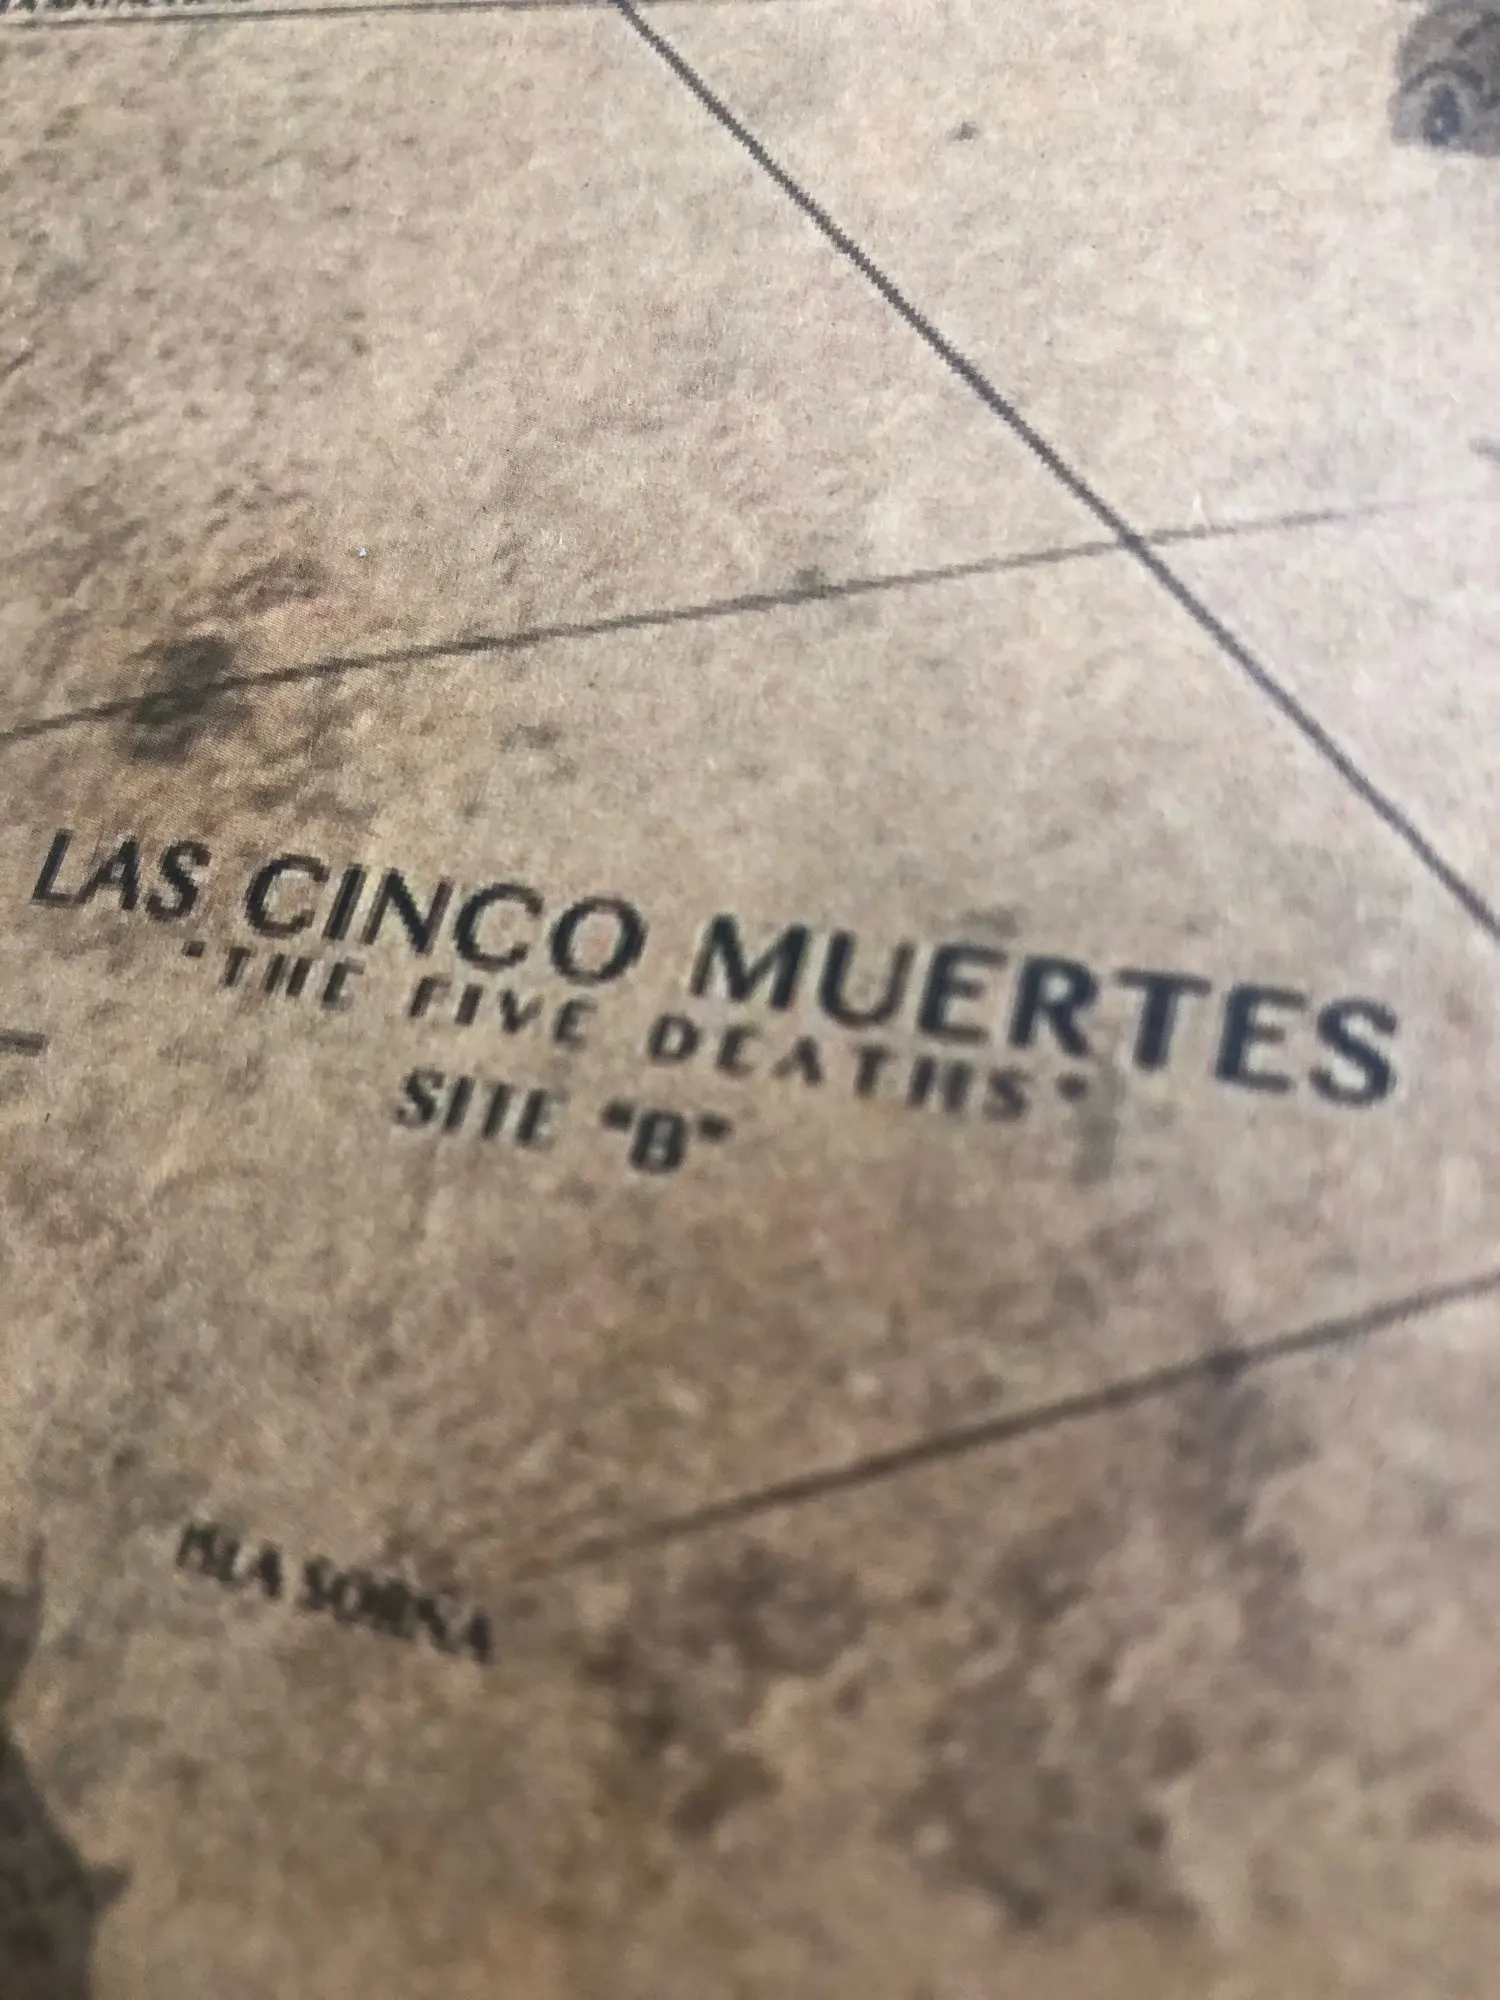 LAS CINCO MUERTES
"THE FIVE DEATHS"
SITE "B"
ISLA SORNA